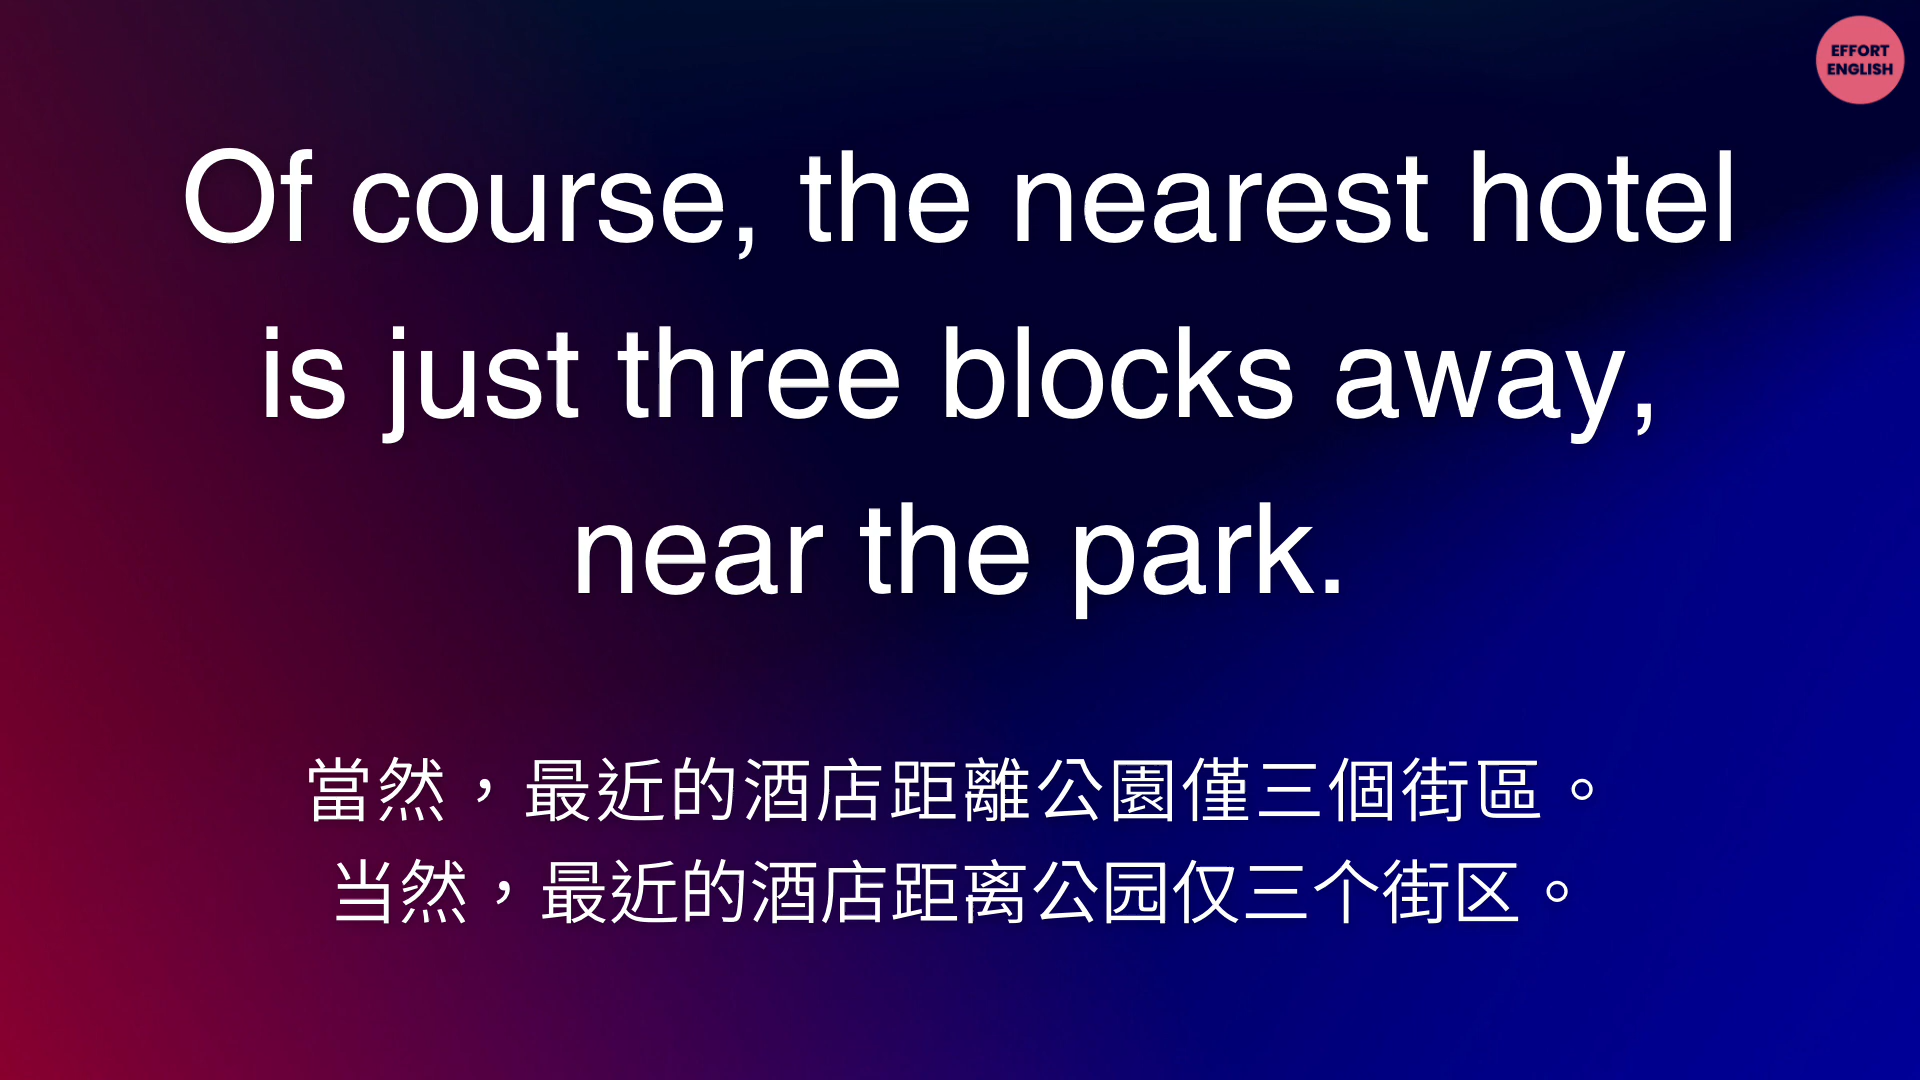 EFFORT
ENGLISH
Of course, the nearest hotel
is just three blocks away,
near the park.
當然，最近的酒店距離公園僅三個街區。
当然，最近的酒店距离公园仅三个街区。